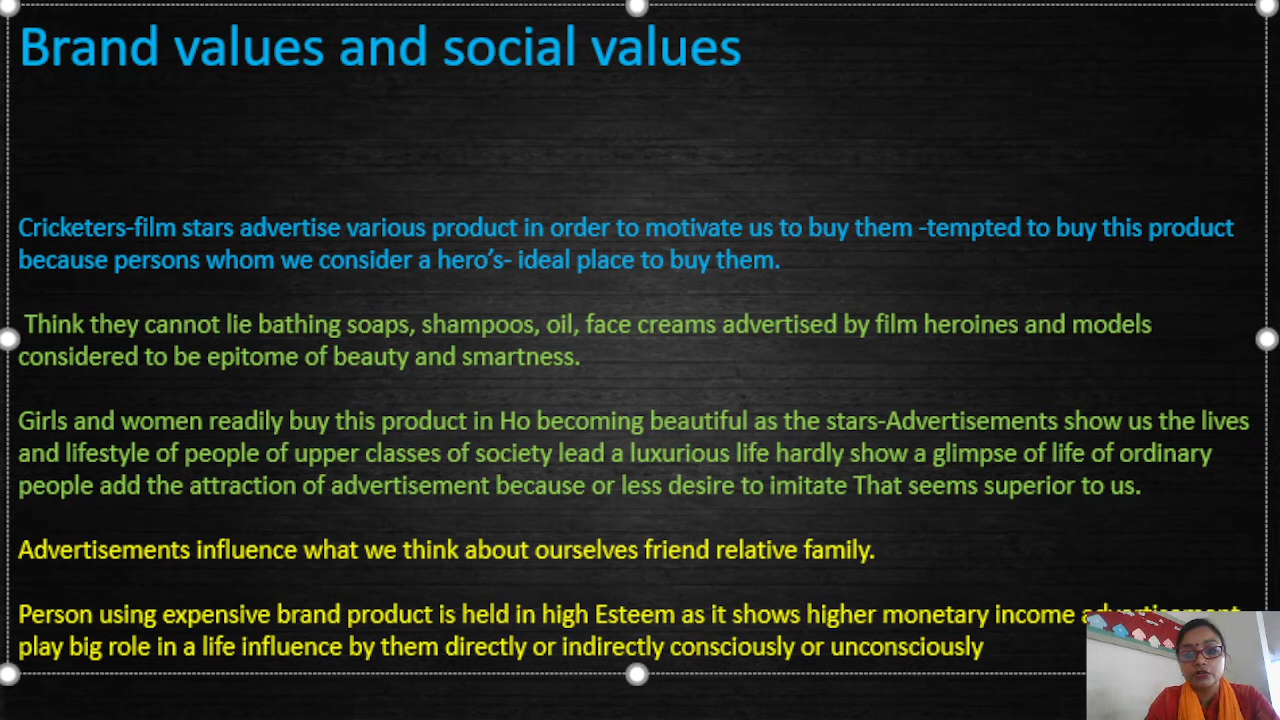 Brand values and social values
Cricketers-film stars advertise various product in order to motivate us to buy them -tempted to buy this product
because persons whom we consider a hero's- ideal place to buy them.
Think they cannot lie bathing soaps, shampoos, oil, face creams advertised by film heroines and models
considered to be epitome of beauty and smartness.
Girls and women readily buy this product in Ho becoming beautiful as the stars-Advertisements show us the lives
and lifestyle of people of upper classes of society lead a luxurious life hardly show a glimpse of life of ordinary
people add the attraction of advertisement because or less desire to imitate That seems superior to us.
Advertisements influence what we think about ourselves friend relative family.
Person using expensive brand product is held in high Esteem as it shows higher monetary income
play big role in a life influence by them directly or indirectly consciously or unconsciously